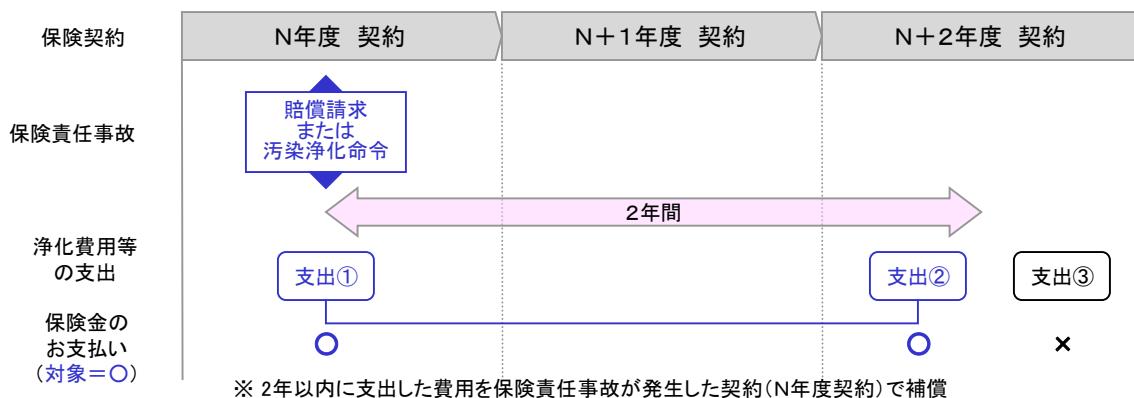 保険契約
N年度 契約
N+1年度 契約
N+2年度 契約
保険責任事故
賠償請求
または
汚染浄化命令
2年間
浄化費用等
の支出
支出①
支出②
支出③
保険金の
お支払い
(対象=〇)
〇
〇
×
※ 2年以内に支出した費用を保険責任事故が発生した契約(N年度契約)で補償